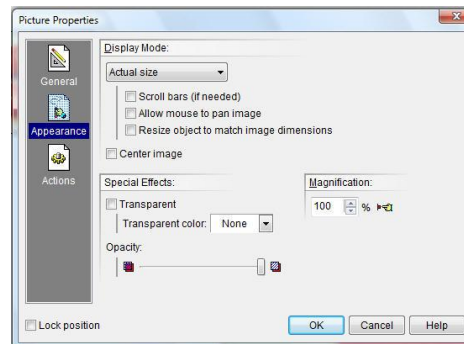 Picture Properties
General
Appearance
Actions
Display Mode:
Actual size
Scroll bars (if needed)
Allow mouse to pan image
Resize object to match image dimensions
Center image
Special Effects:
Transparent
Transparent color: None
Opacity:
Magnification:
100 %
Lock position
OK Cancel Help